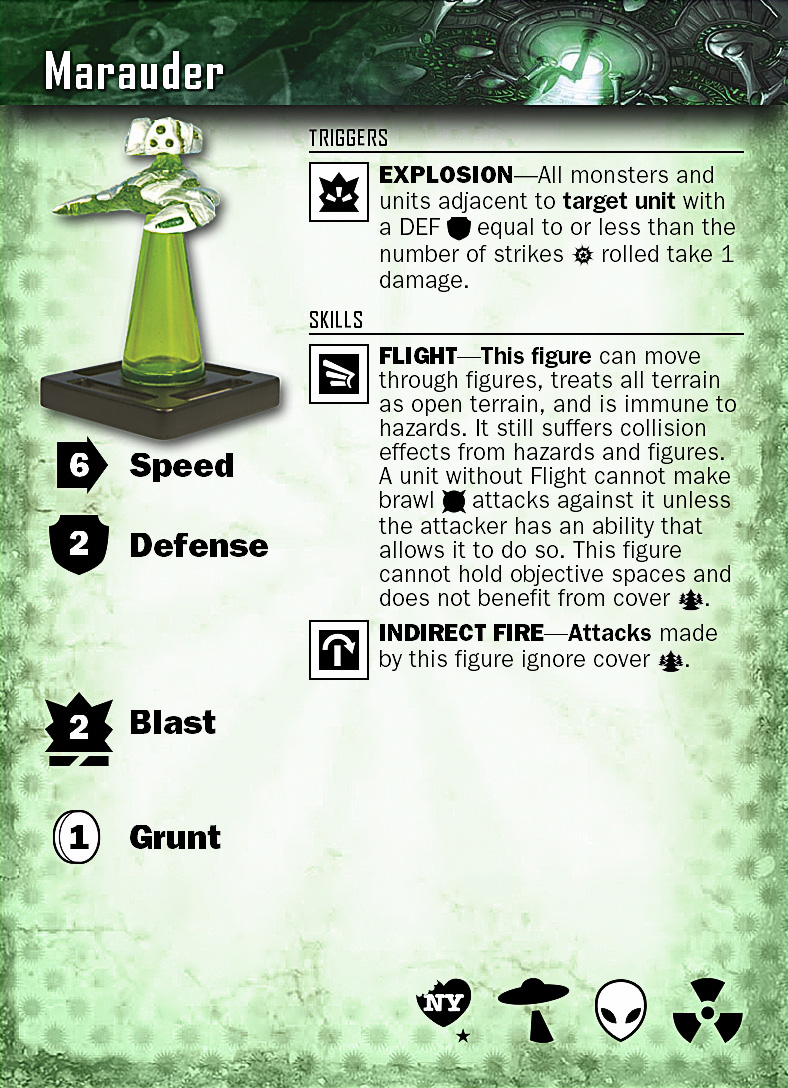 Marauder
TRIGGERS
EXPLOSION—All monsters and
units adjacent to target unit with
a DEF equal to or less than the
number of strikes rolled take 1
damage.
SKILLS
FLIGHT—This figure can move
through figures, treats all terrain
as open terrain, and is immune to
hazards. It still suffers collision
effects from hazards and figures.
A unit without Flight cannot make
brawl attacks against it unless
the attacker has an ability that
allows it to do so. This figure
cannot hold objective spaces and
does not benefit from cover .
INDIRECT FIRE—Attacks made
by this figure ignore cover .
6 Speed
2 Defense
2 Blast
1 Grunt
NY